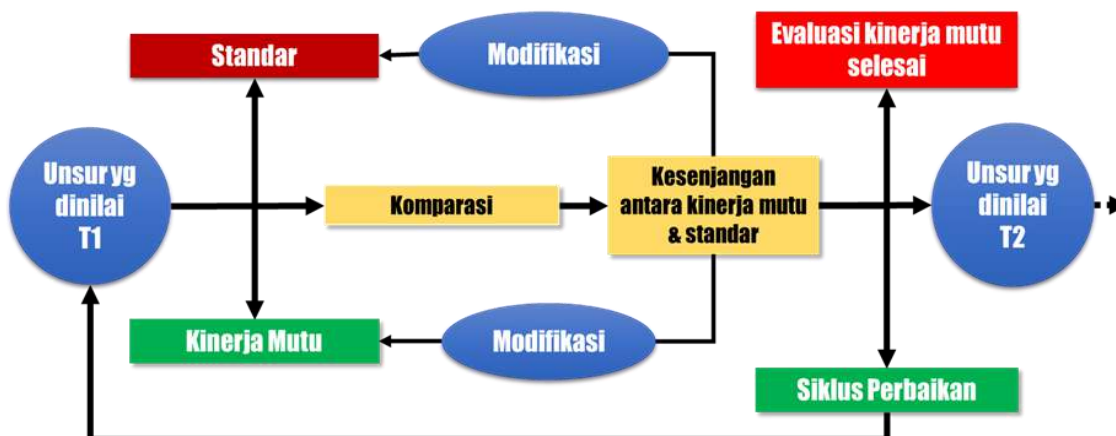 Standar
Modifikasi
Evaluasi kinerja mutu
selesai
Unsur yg
dinilai
T1
Komparasi
Kesenjangan
antara kinerja mutu
& standar
Unsur yg
dinilai
T2
Kinerja Mutu
Modifikasi
Siklus Perbaikan